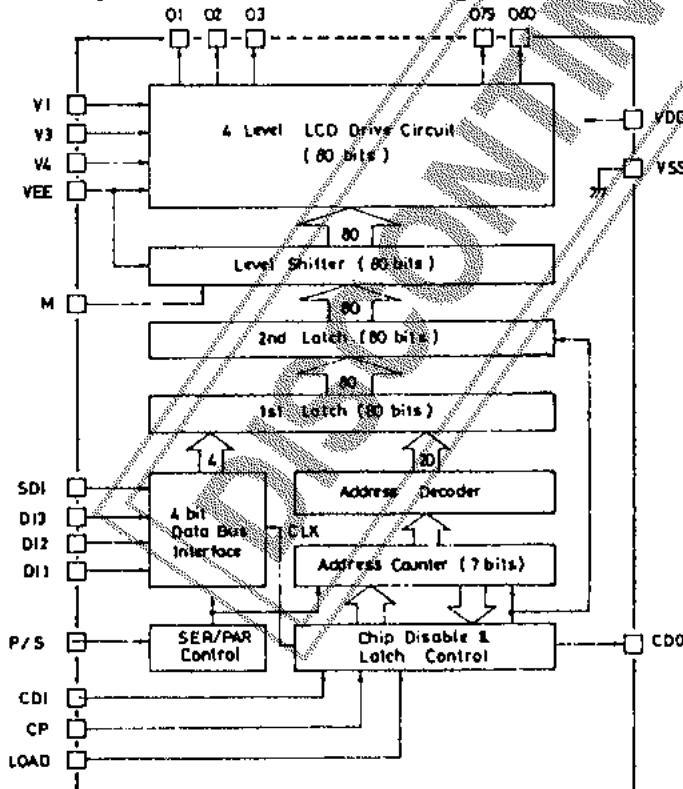 O1 O2 O3 O79 O80
V1
V3
V4
VEE
4 Level LCD Drive Circuit
(80 bits)
VDD
VSS
80
Level Shifter (80 bits)
M
80
2nd Latch (80 bits)
80
1st Latch (80 bits)
4
20
SDI
DI3
DI2
DI1
4 bit
Data Bus
Interface
Address Decoder
CLK
Address Counter (7 bits)
P/S
SER/PAR
Control
Chip Disable &
Latch Control
CDO
CDI
CP
LOAD
DISCONTIN